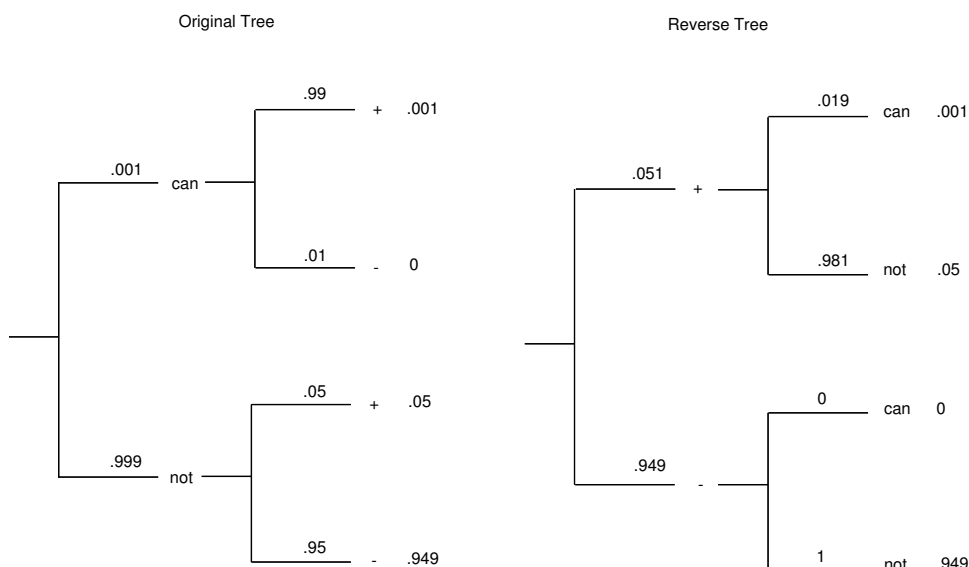 Original Tree
Reverse Tree
.99 + .001
.001 can
.01 - 0
.05 + .05
.999 not
.95 - .949
.019 can .001
.051 +
.981 not .05
0 can 0
.949 -
1 not .949